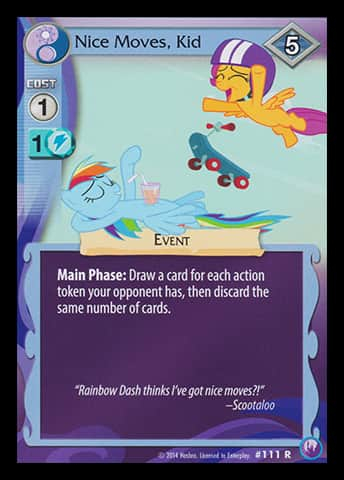 Nice Moves, Kid
5
COST
1
1
EVENT
Main Phase: Draw a card for each action
token your opponent has, then discard the
same number of cards.
"Rainbow Dash thinks I've got nice moves?!"
–Scootaloo
© 2014 Hasbro. Licensed to Enterplay.
#111 R